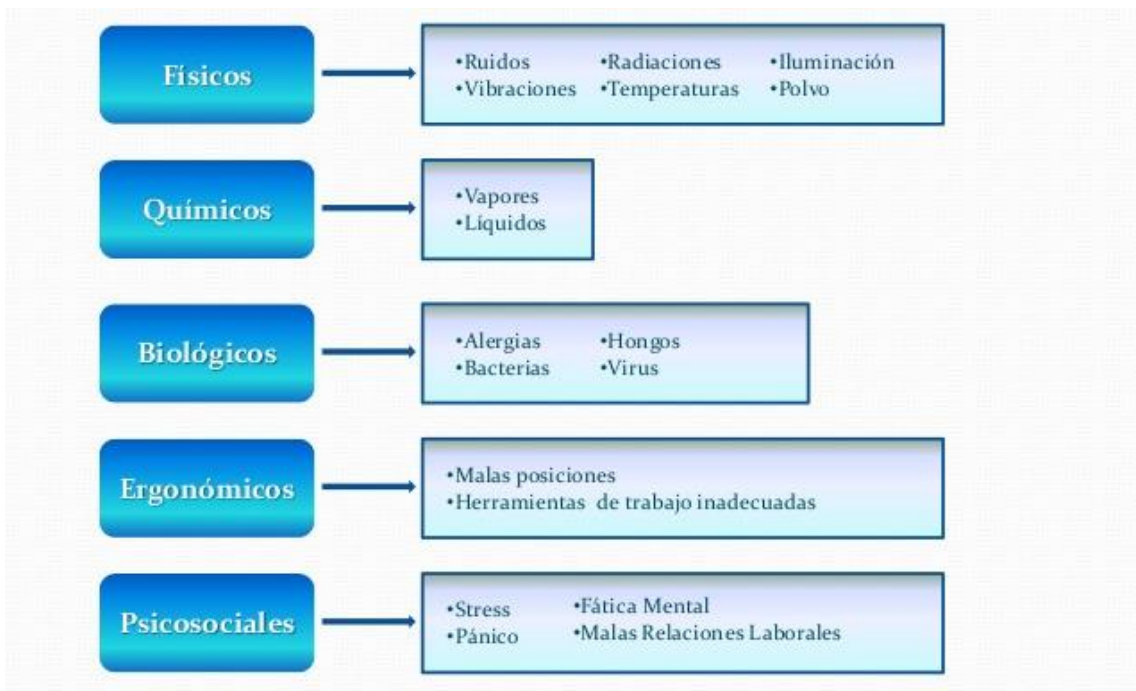 Físicos
•Ruidos •Radiaciones •Iluminación
•Vibraciones •Temperaturas •Polvo
Químicos
•Vapores
•Líquidos
Biológicos
•Alergias •Hongos
•Bacterias •Virus
Ergonómicos
•Malas posiciones
•Herramientas de trabajo inadecuadas
Psicosociales
•Stress •Fática Mental
•Pánico •Malas Relaciones Laborales